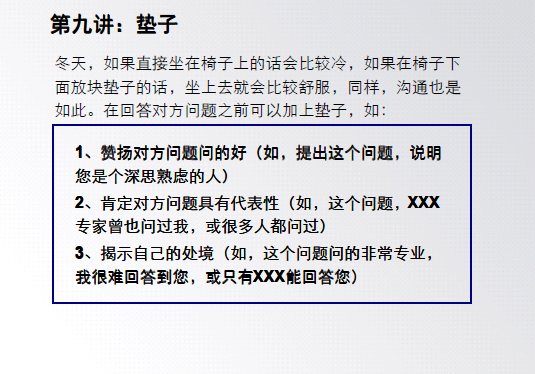 第九讲：垫子
冬天，如果直接坐在椅子上的话会比较冷，如果在椅子下
面放块垫子的话，坐上去就会比较舒服，同样，沟通也是
如此。在回答对方问题之前可以加上垫子，如：
1、赞扬对方问题问的好（如，提出这个问题，说明
您是个深思熟虑的人）
2、肯定对方问题具有代表性（如，这个问题，XXX
专家曾也问过我，或很多人都问过）
3、揭示自己的处境（如，这个问题问的非常专业，
我很难回答到您，或只有XXX能回答您）